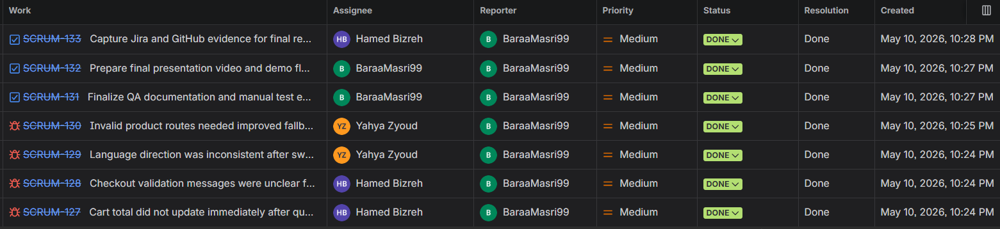 Work Assignee Reporter Priority Status Resolution Created
SCRUM-133 Capture Jira and GitHub evidence for final re... HB Hamed Bizreh B BaraaMasri99 Medium DONE Done May 10, 2026, 10:28 PM
SCRUM-132 Prepare final presentation video and demo fl... B BaraaMasri99 B BaraaMasri99 Medium DONE Done May 10, 2026, 10:27 PM
SCRUM-131 Finalize QA documentation and manual test e... B BaraaMasri99 B BaraaMasri99 Medium DONE Done May 10, 2026, 10:27 PM
SCRUM-130 Invalid product routes needed improved fallb... YZ Yahya Zyoud B BaraaMasri99 Medium DONE Done May 10, 2026, 10:25 PM
SCRUM-129 Language direction was inconsistent after sw... YZ Yahya Zyoud B BaraaMasri99 Medium DONE Done May 10, 2026, 10:24 PM
SCRUM-128 Checkout validation messages were unclear f... HB Hamed Bizreh B BaraaMasri99 Medium DONE Done May 10, 2026, 10:24 PM
SCRUM-127 Cart total did not update immediately after qu... HB Hamed Bizreh B BaraaMasri99 Medium DONE Done May 10, 2026, 10:24 PM